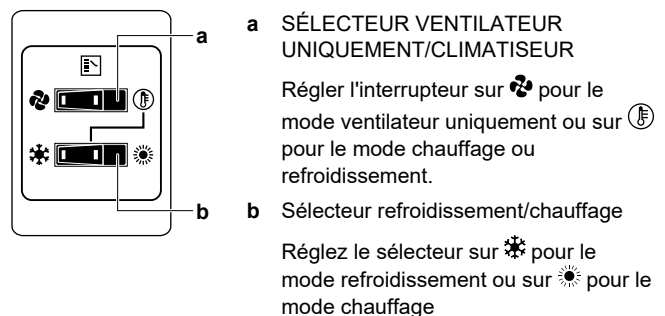 a
b
a SÉLECTEUR VENTILATEUR
UNIQUEMENT/CLIMATISEUR
Régler l'interrupteur sur pour le
mode ventilateur uniquement ou sur
pour le mode chauffage ou
refroidissement.
b Sélecteur refroidissement/chauffage
Réglez le sélecteur sur pour le
mode refroidissement ou sur pour le
mode chauffage